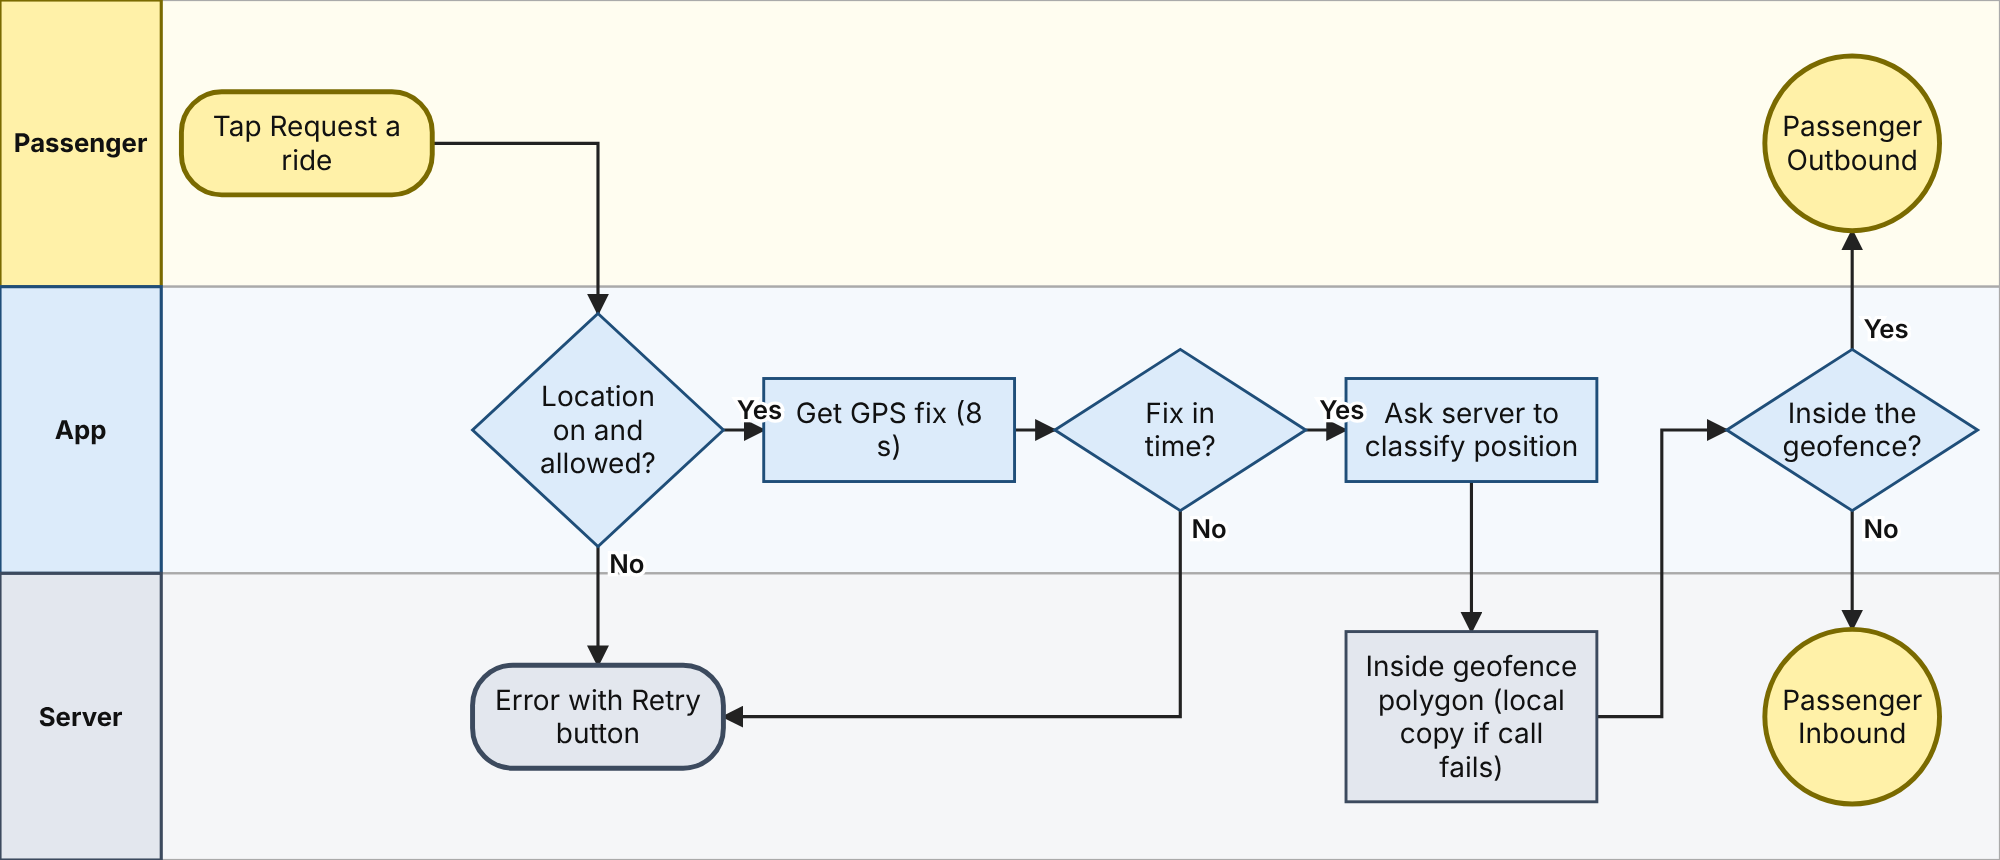 Passenger
Tap Request a
ride
Passenger
Outbound
App
Location
on and
allowed?
Yes
No
Get GPS fix (8
s)
Fix in
time?
Yes
No
Ask server to
classify position
Inside the
geofence?
Yes
No
Server
Error with Retry
button
Inside geofence
polygon (local
copy if call
fails)
Passenger
Inbound